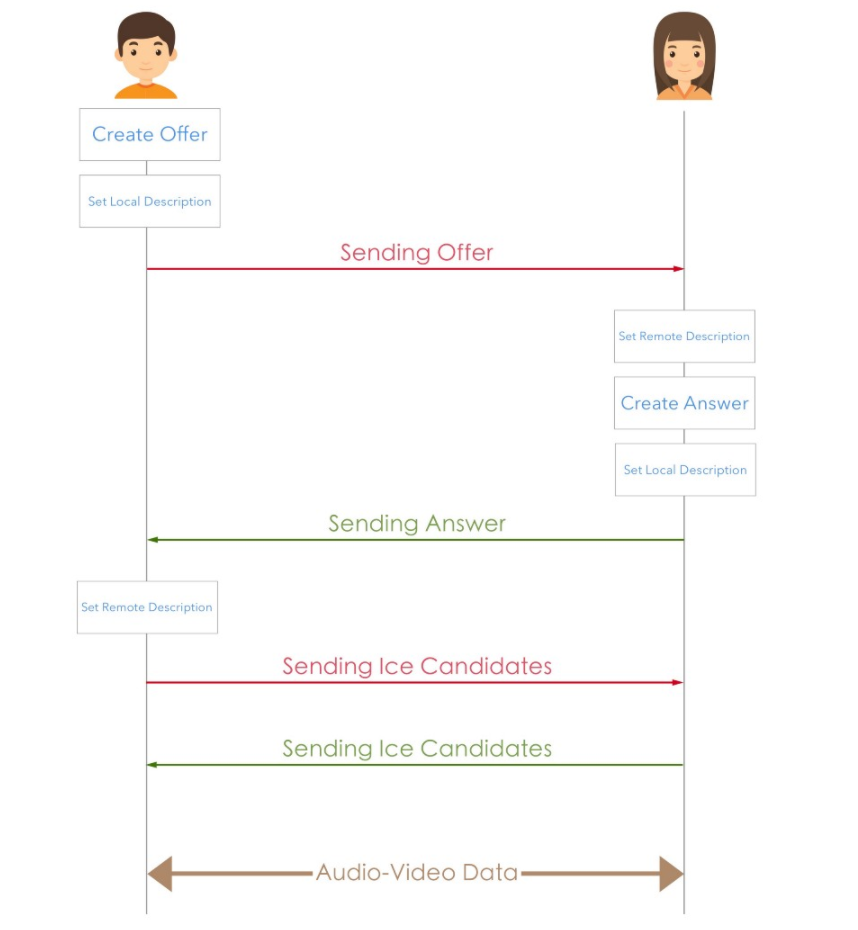 Create Offer
Set Local Description
Sending Offer
Set Remote Description
Create Answer
Set Local Description
Sending Answer
Set Remote Description
Sending Ice Candidates
Sending Ice Candidates
Audio-Video Data